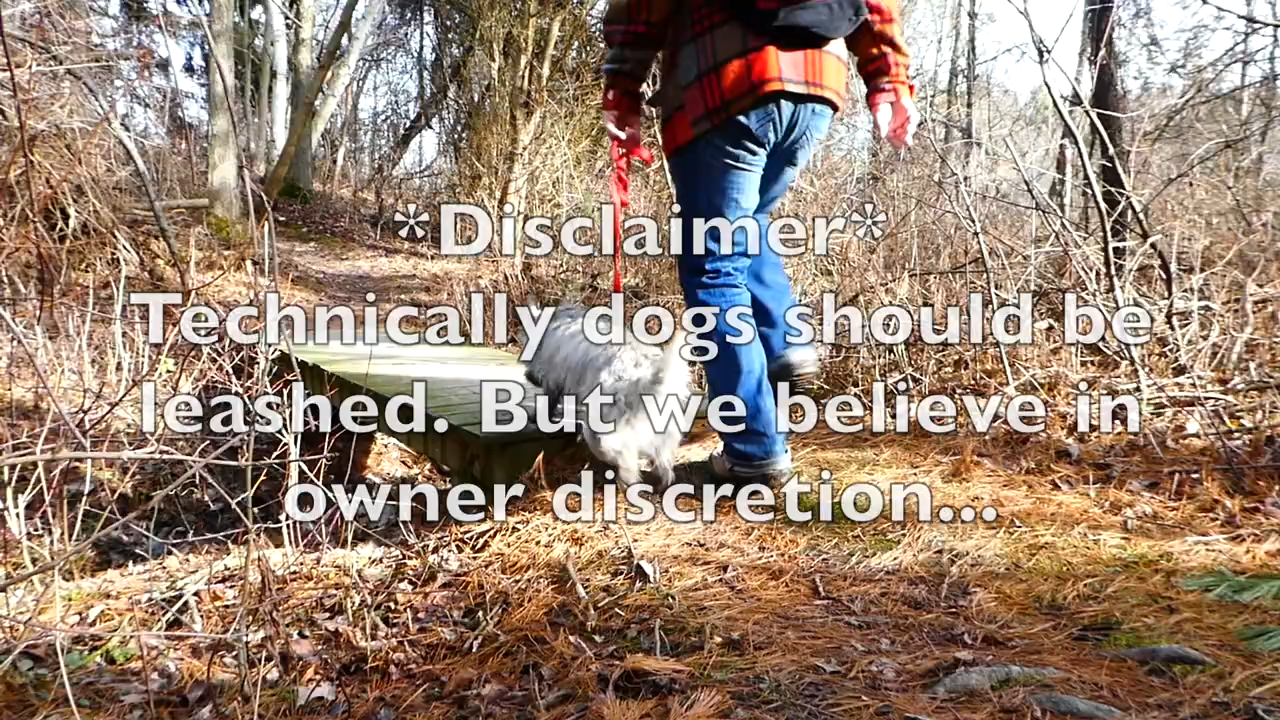 *Disclaimer*
Technically dogs should be
leashed. But we believe in
owner discretion...